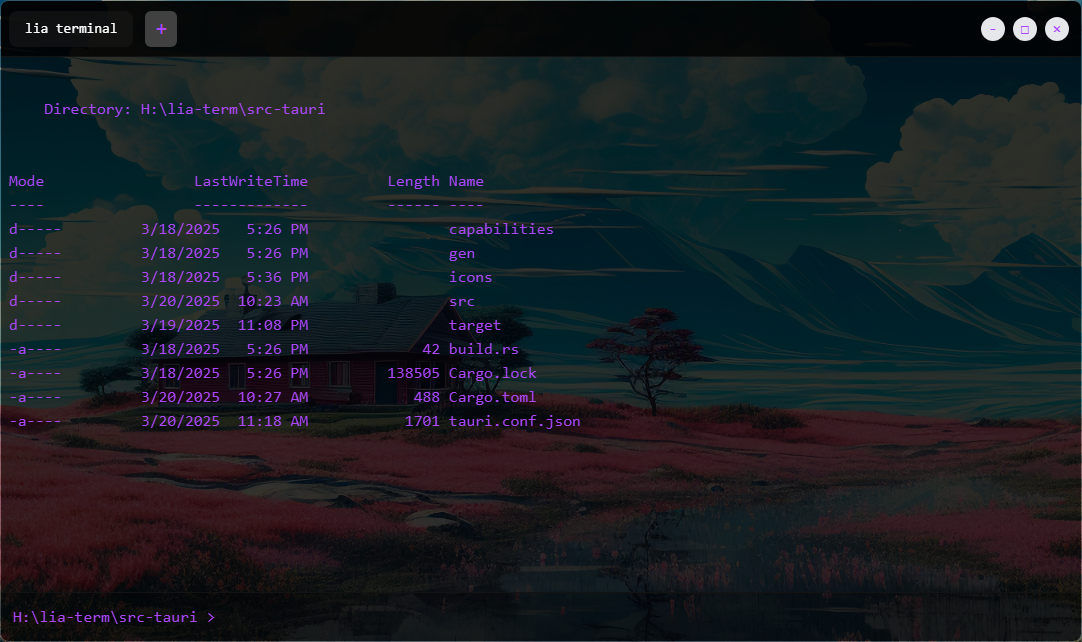 lia terminal +
Directory: H:\lia-term\src-tauri
Mode LastWriteTime Length Name
---- ------------- ------ ----
d----- 3/18/2025 5:26 PM capabilities
d----- 3/18/2025 5:26 PM gen
d----- 3/18/2025 5:36 PM icons
d----- 3/20/2025 10:23 AM src
d----- 3/19/2025 11:08 PM target
-a---- 3/18/2025 5:26 PM 42 build.rs
-a---- 3/18/2025 5:26 PM 138505 Cargo.lock
-a---- 3/20/2025 10:27 AM 488 Cargo.toml
-a---- 3/20/2025 11:18 AM 1701 tauri.conf.json
H:\lia-term\src-tauri >